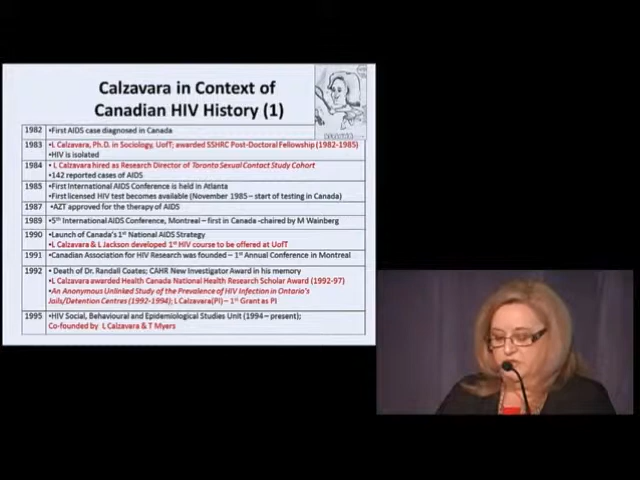 Calzavara in Context of
Canadian HIV History (1)
1982 •First AIDS case diagnosed in Canada
1983 •L Calzavara, Ph.D. in Sociology, UofT; awarded SSHRC Post-Doctoral Fellowship (1982-1985)
•HIV is isolated
1984 • L Calzavara hired as Research Director of Toronto Sexual Contact Study Cohort
•142 reported cases of AIDS
1985 •First International AIDS Conference is held in Atlanta
•First licensed HIV test becomes available (November 1985 – start of testing in Canada)
1987 •AZT approved for the therapy of AIDS
1989 •5th International AIDS Conference, Montreal – first in Canada -chaired by M Wainberg
1990 •Launch of Canada's 1st National AIDS Strategy
•L Calzavara & L Jackson developed 1st HIV course to be offered at UofT
1991 •Canadian Association for HIV Research was founded – 1st Annual Conference in Montreal
1992 • Death of Dr. Randall Coates; CAHR New Investigator Award in his memory
•L Calzavara awarded Health Canada National Health Research Scholar Award (1992-97)
•An Anonymous Unlinked Study of the Prevalence of HIV Infection in Ontario's
Jails/Detention Centres (1992-1994); L Calzavara(PI) – 1st Grant as PI
1995 •HIV Social, Behavioural and Epidemiological Studies Unit (1994 – present);
Co-founded by L Calzavara & T Myers